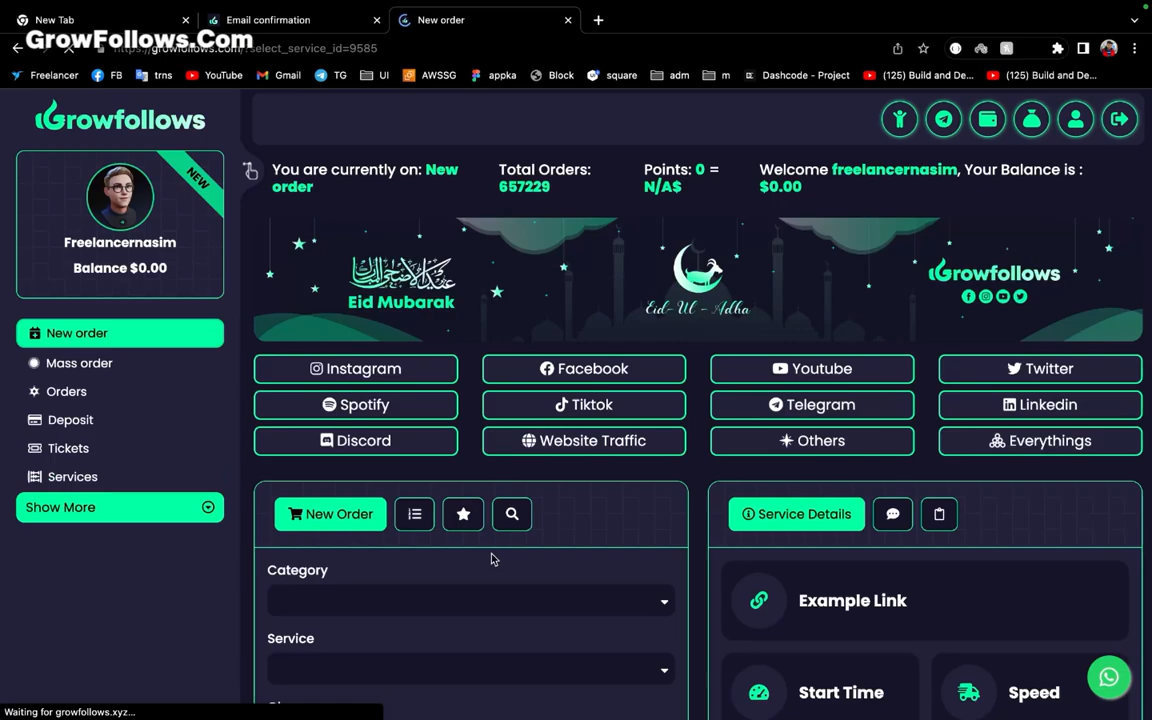 New Tab
Email confirmation
New order
GrowFollows.Com
https://growfollows.com/?select_service_id=9585
Freelancer
FB
trns
YouTube
Gmail
TG
UI
AWSSG
appka
Block
square
adm
m
Dashcode - Project
(125) Build and De...
(125) Build and De...
Growfollows
NEW
Freelancernasim
Balance $0.00
New order
Mass order
Orders
Deposit
Tickets
Services
Show More
You are currently on: New
order
Total Orders:
657229
Points: 0 =
N/A$
Welcome freelancernasim, Your Balance is :
$0.00
Eid Mubarak
Eid-Ul-Adha
Growfollows
Instagram
Facebook
Youtube
Twitter
Spotify
Tiktok
Telegram
Linkedin
Discord
Website Traffic
Others
Everythings
New Order
Category
Service
Service Details
Example Link
Start Time
Speed
Waiting for growfollows.xyz...